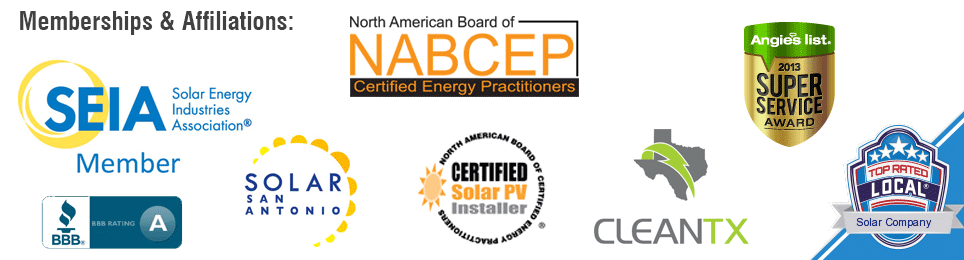 Memberships & Affiliations:
North American Board of
NABCEP
Certified Energy Practitioners
Angie's list.
2013
SUPER
SERVICE
AWARD
SEIA
Solar Energy
Industries
Association®
Member
SOLAR
SAN
ANTONIO
NORTH AMERICAN BOARD OF CERTIFIED ENERGY PRACTITIONERS
CERTIFIED
Solar PV
Installer
®
CLEANTX
TOP RATED
LOCAL®
Solar Company
BBB.
BBB RATING
A